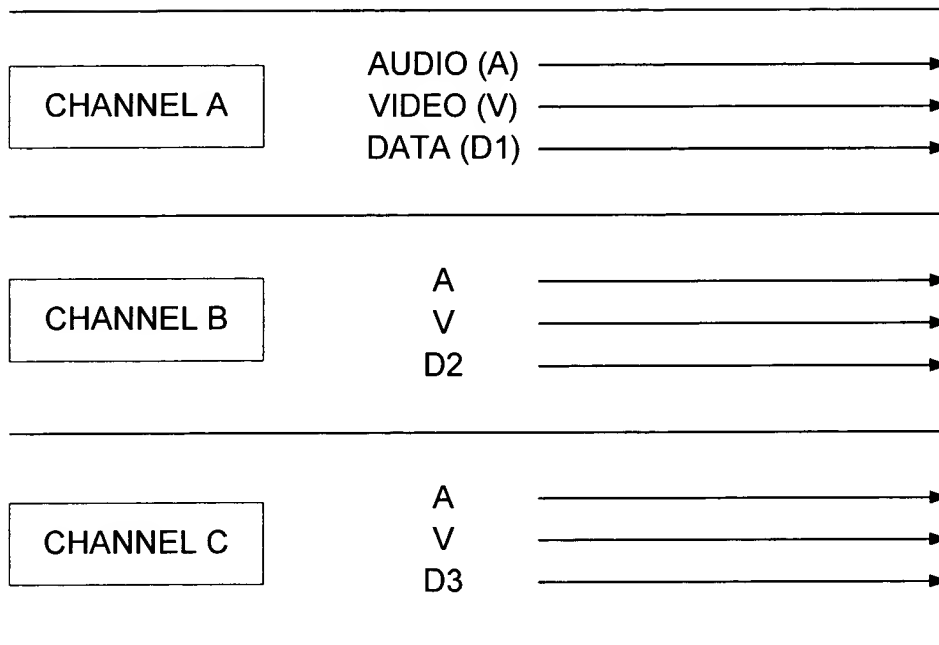 CHANNEL A
AUDIO (A)
VIDEO (V)
DATA (D1)
CHANNEL B
A
V
D2
CHANNEL C
A
V
D3